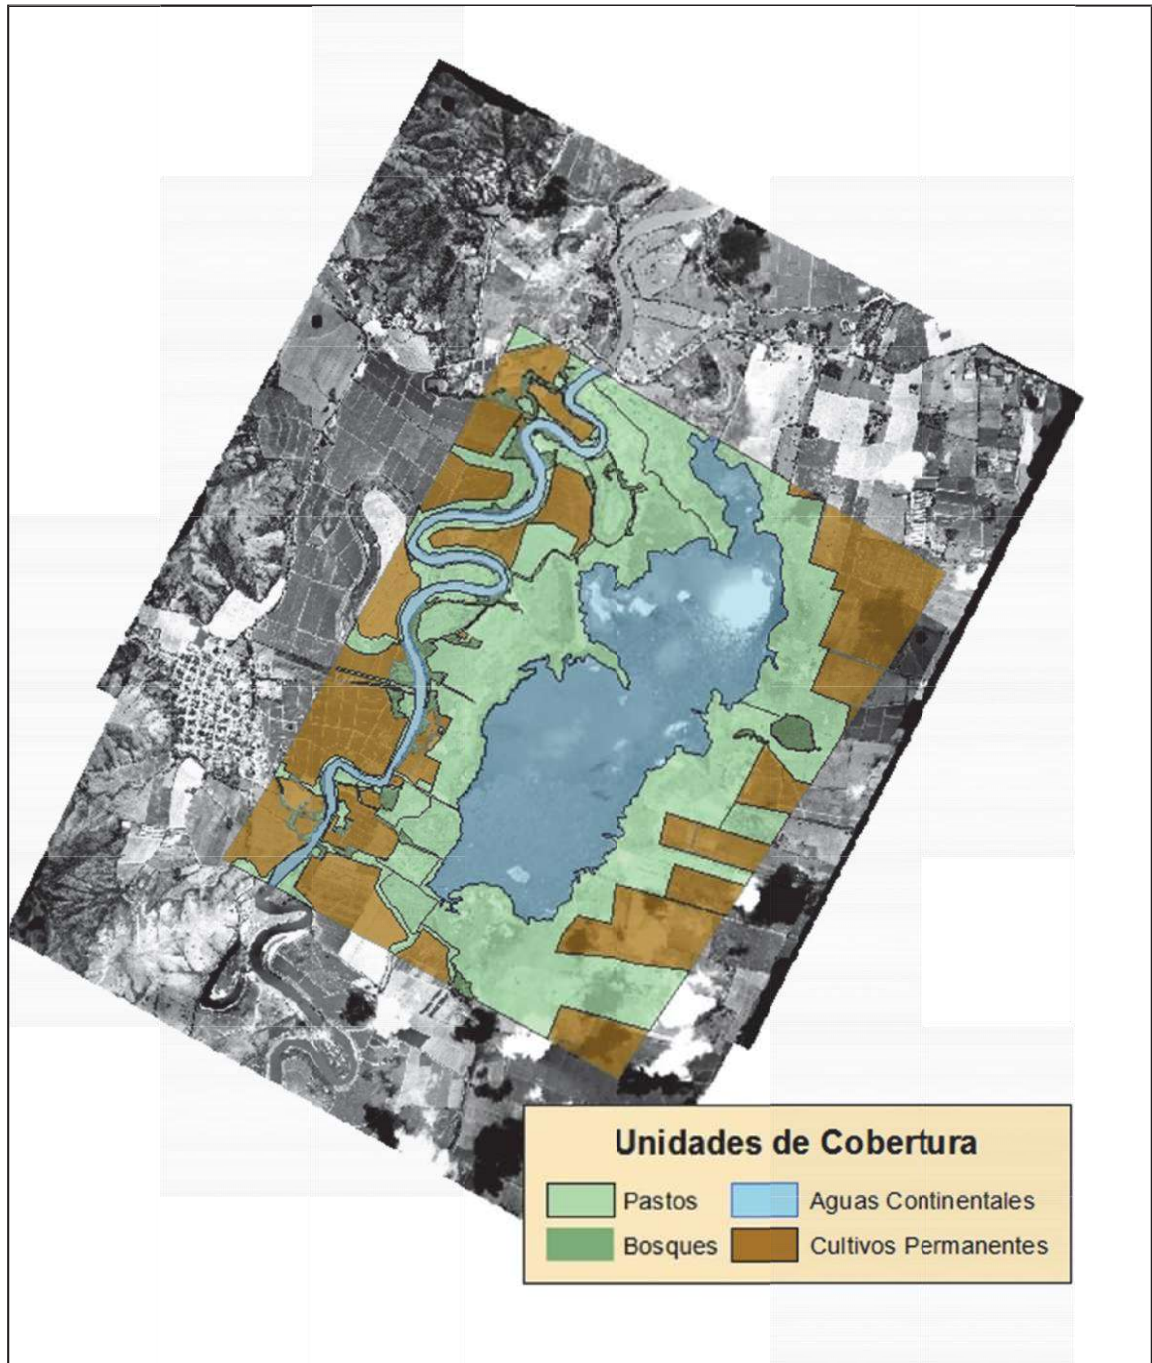 Unidades de Cobertura
Pastos
Aguas Continentales
Bosques
Cultivos Permanentes